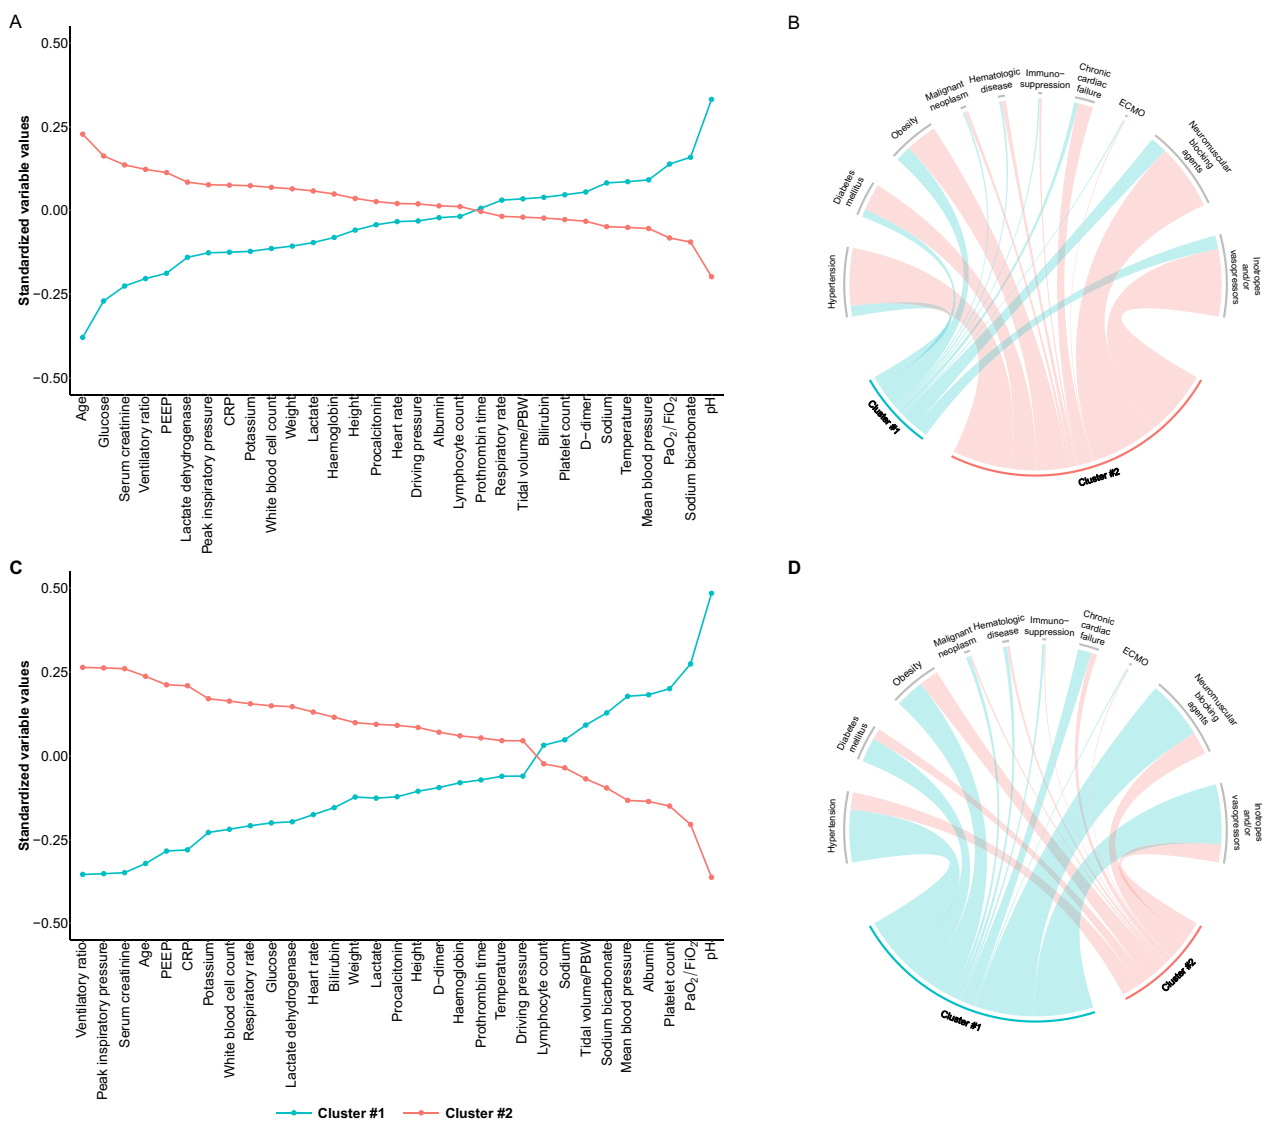 A
0.50
0.25
0.00
−0.25
−0.50
Standardized variable values
Age
Glucose
Serum creatinine
Ventilatory ratio
PEEP
Lactate dehydrogenase
Peak inspiratory pressure
CRP
Potassium
White blood cell count
Weight
Lactate
Haemoglobin
Height
Procalcitonin
Heart rate
Driving pressure
Albumin
Lymphocyte count
Prothrombin time
Respiratory rate
Tidal volume/PBW
Bilirubin
Platelet count
D−dimer
Sodium
Temperature
Mean blood pressure
PaO2/FiO2
Sodium bicarbonate
pH
B
Hypertension
Diabetes
mellitus
Obesity
Malignant
neoplasm
Hematologic
disease
Immuno−
suppression
Chronic
cardiac
failure
ECMO
Neuromuscular
blocking
agents
Inotropes
and/or
vasopressors
Cluster #1
Cluster #2
C
0.50
0.25
0.00
−0.25
−0.50
Standardized variable values
Ventilatory ratio
Peak inspiratory pressure
Serum creatinine
Age
PEEP
CRP
Potassium
White blood cell count
Respiratory rate
Glucose
Lactate dehydrogenase
Heart rate
Bilirubin
Weight
Lactate
Procalcitonin
Height
D−dimer
Haemoglobin
Prothrombin time
Temperature
Driving pressure
Lymphocyte count
Sodium
Tidal volume/PBW
Sodium bicarbonate
Mean blood pressure
Albumin
Platelet count
PaO2/FiO2
pH
D
Hypertension
Diabetes
mellitus
Obesity
Malignant
neoplasm
Hematologic
disease
Immuno−
suppression
Chronic
cardiac
failure
ECMO
Neuromuscular
blocking
agents
Inotropes
and/or
vasopressors
Cluster #1
Cluster #2
Cluster #1
Cluster #2